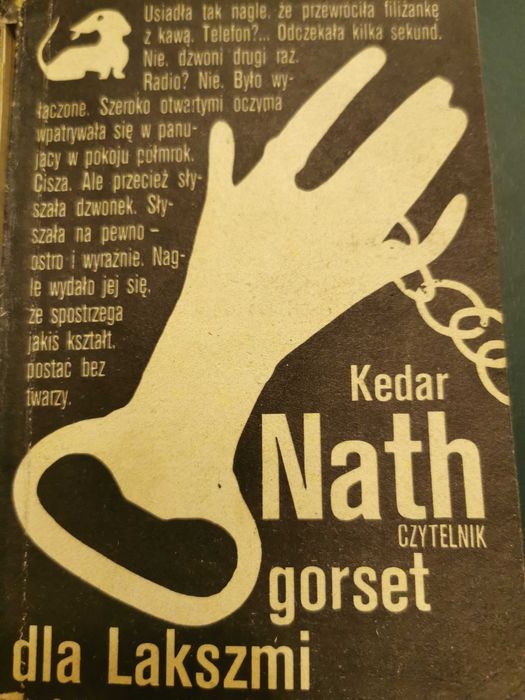 Usiadła tak nagle, że przewróciła filiżankę
z kawą. Telefon?... Odczekała kilka sekund.
Nie, dzwoni drugi raz.
Radio? Nie. Było wy-
łączone. Szeroko otwartymi oczyma
wpatrywała się w panu-
jący w pokoju półmrok.
Cisza. Ale przecież sły-
szała dzwonek. Sły-
szała na pewno –
ostro i wyraźnie. Nag-
le wydało jej się,
że spostrzega
jakiś kształt,
postać bez
twarzy.
Kedar
Nath
CZYTELNIK
gorset
dla Lakszmi